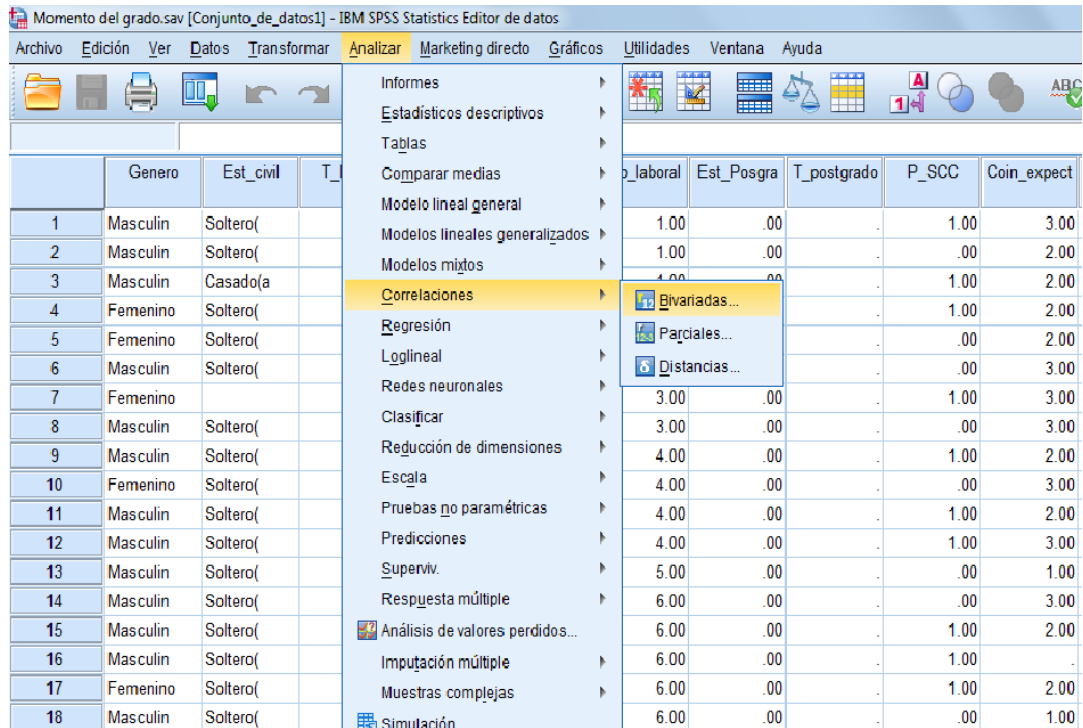 Momento del grado.sav [Conjunto_de_datos1] - IBM SPSS Statistics Editor de datos
Archivo Edición Ver Datos Transformar Analizar Marketing directo Gráficos Utilidades Ventana Ayuda
A
1
ABC
Informes
Estadísticos descriptivos
Tablas
Comparar medias
Modelo lineal general
Modelos lineales generalizados
Modelos mixtos
Correlaciones
Regresión
Loglineal
Redes neuronales
Clasificar
Reducción de dimensiones
Escala
Pruebas no paramétricas
Predicciones
Superviv.
Respuesta múltiple
Análisis de valores perdidos...
Imputación múltiple
Muestras complejas
Simulación
Bivariadas...
Parciales...
Distancias...
Genero Est_civil o_laboral Est_Posgra T_postgrado P_SCC Coin_expect
1 Masculin Soltero( 1.00 .00 . 1.00 3.00
2 Masculin Soltero( 1.00 .00 . .00 2.00
3 Masculin Casado(a 1.00 2.00
4 Femenino Soltero( 1.00 2.00
5 Femenino Soltero( .00 2.00
6 Masculin Soltero( .00 3.00
7 Femenino 3.00 .00 . 1.00 3.00
8 Masculin Soltero( 3.00 .00 . .00 3.00
9 Masculin Soltero( 4.00 .00 . 1.00 2.00
10 Femenino Soltero( 4.00 .00 . .00 3.00
11 Masculin Soltero( 4.00 .00 . 1.00 2.00
12 Masculin Soltero( 4.00 .00 . 1.00 3.00
13 Masculin Soltero( 5.00 .00 . .00 1.00
14 Masculin Soltero( 6.00 .00 . .00 3.00
15 Masculin Soltero( 6.00 .00 . 1.00 2.00
16 Masculin Soltero( 6.00 .00 . 1.00 .
17 Femenino Soltero( 6.00 .00 . 1.00 2.00
18 Masculin Soltero( 6.00 .00 . .00 1.00